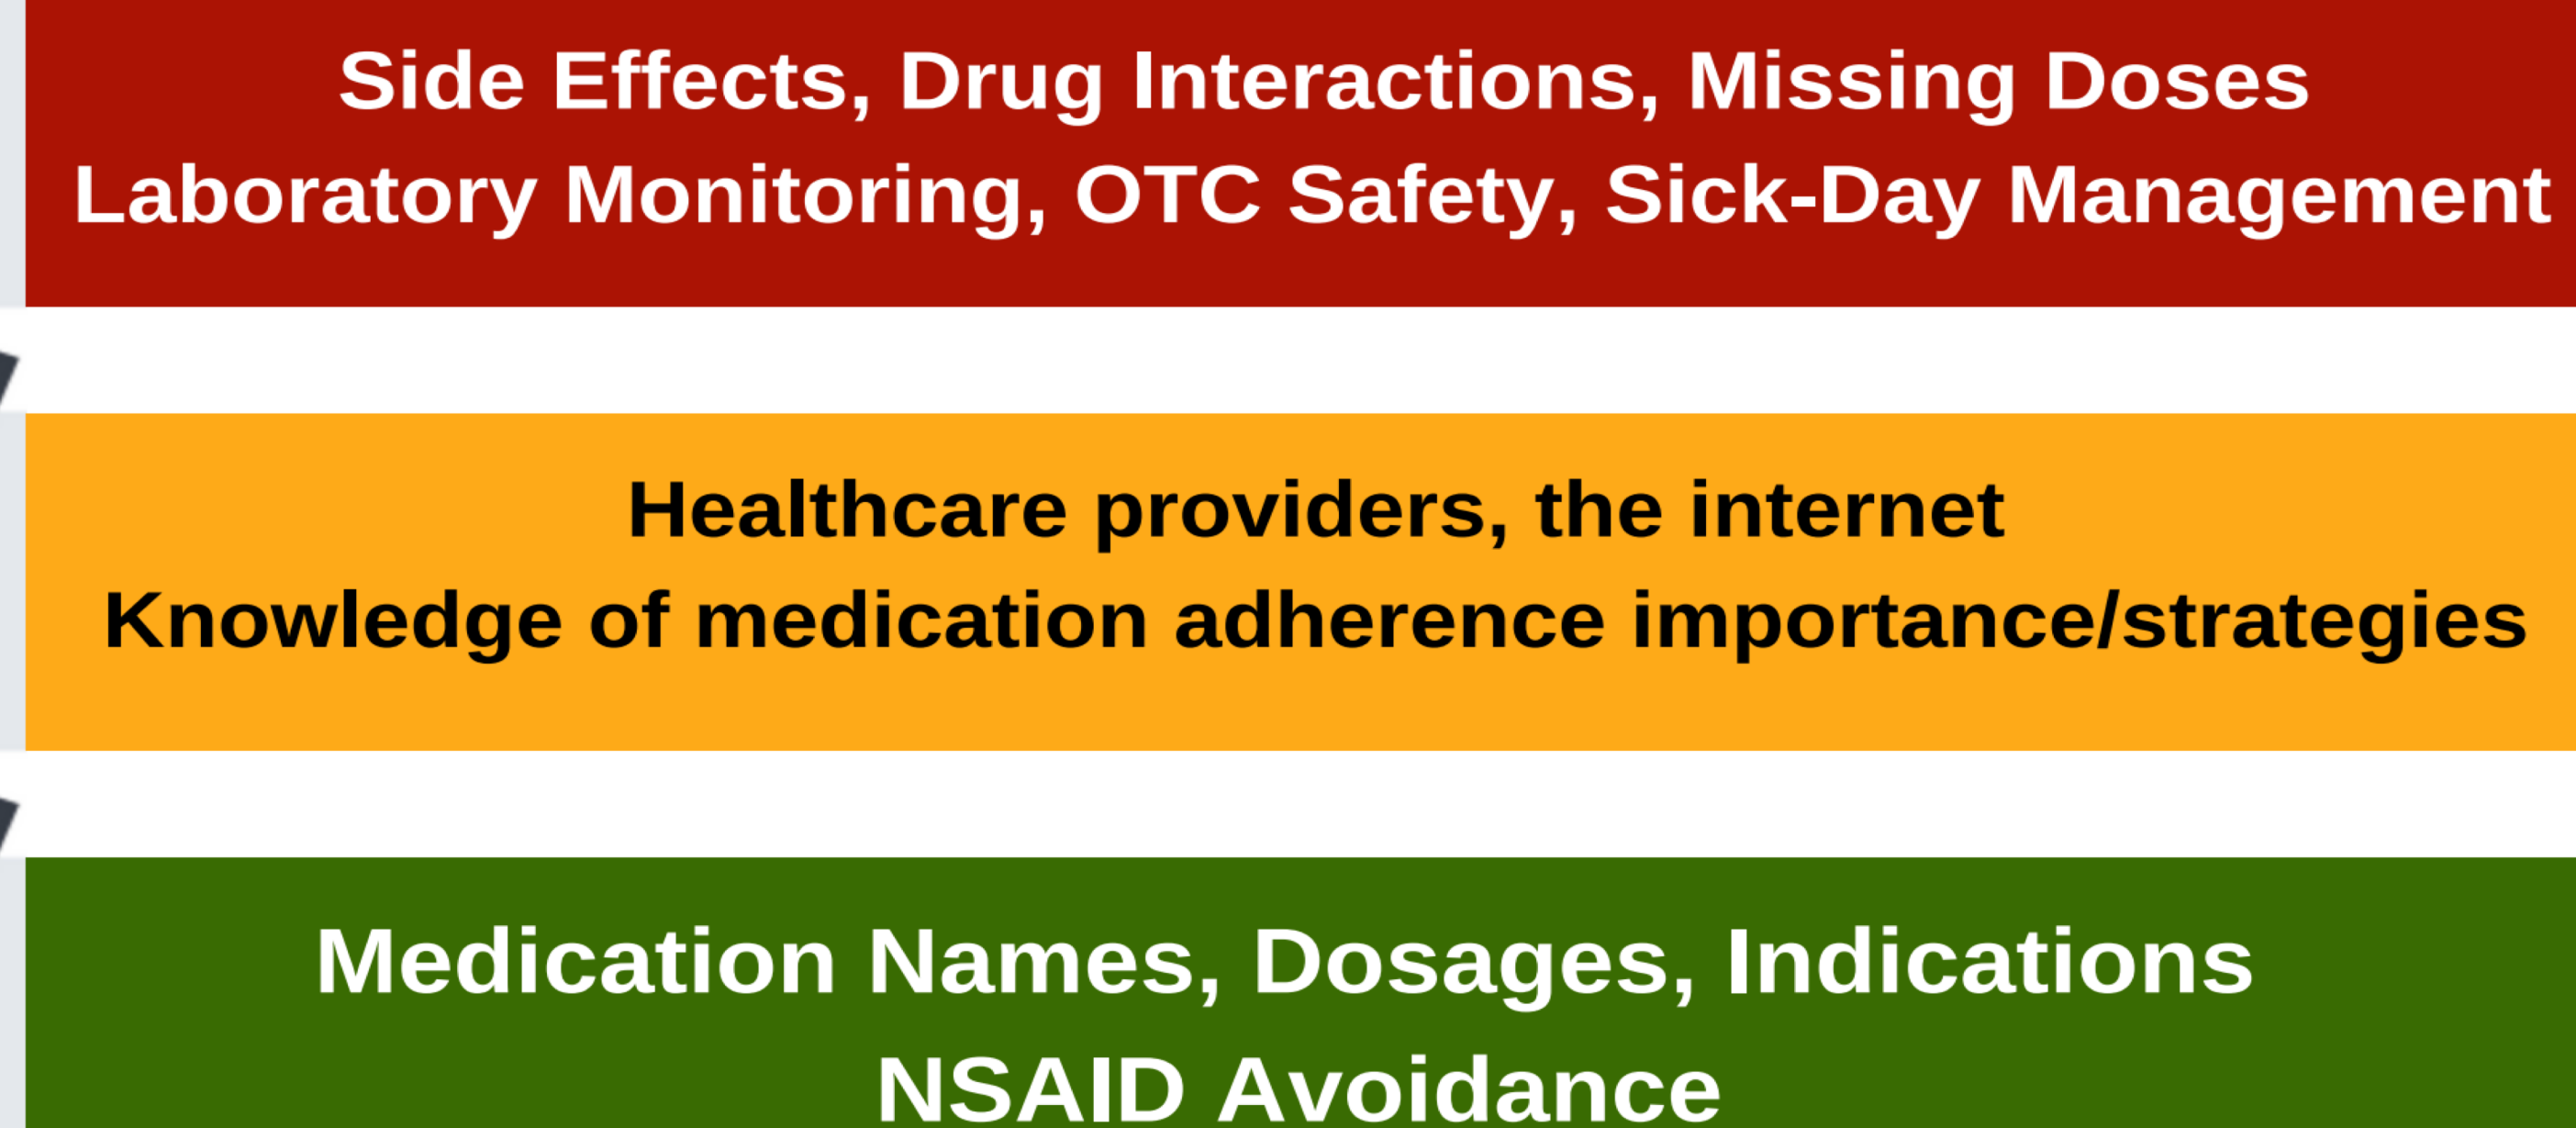 Side Effects, Drug Interactions, Missing Doses
Laboratory Monitoring, OTC Safety, Sick-Day Management
Healthcare providers, the internet
Knowledge of medication adherence importance/strategies
Medication Names, Dosages, Indications
NSAID Avoidance